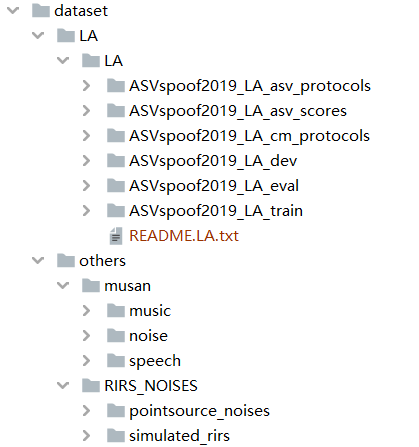 dataset
LA
LA
ASVspoof2019_LA_asv_protocols
ASVspoof2019_LA_asv_scores
ASVspoof2019_LA_cm_protocols
ASVspoof2019_LA_dev
ASVspoof2019_LA_eval
ASVspoof2019_LA_train
README.LA.txt
others
musan
music
noise
speech
RIRS_NOISES
pointsource_noises
simulated_rirs